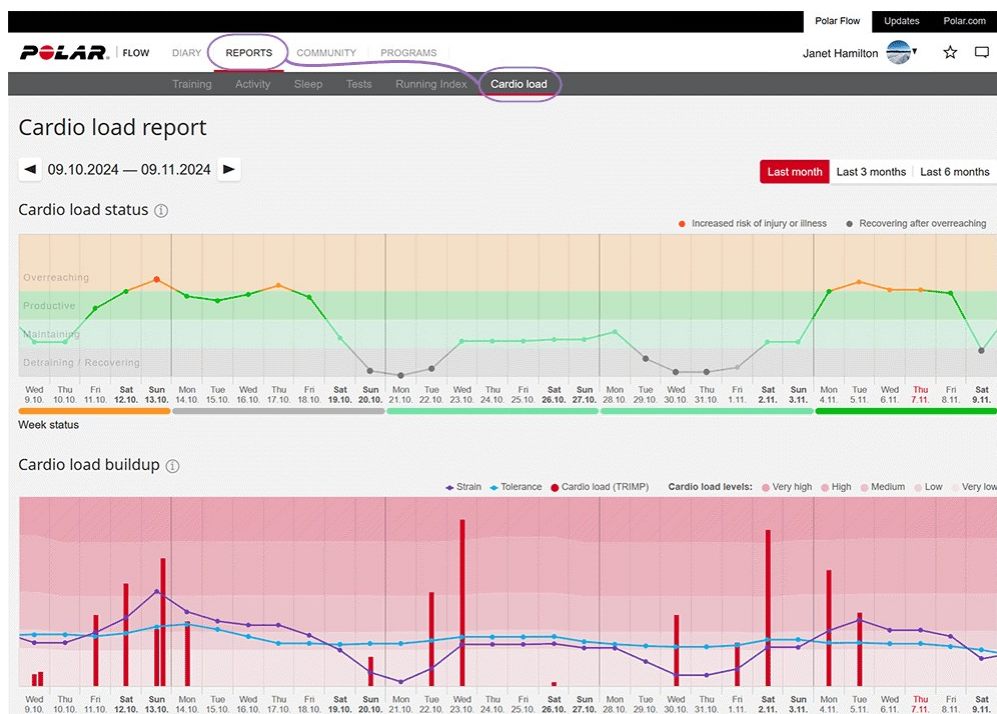 Polar Flow Updates Polar.com
POLAR FLOW DIARY REPORTS COMMUNITY PROGRAMS Janet Hamilton
Training Activity Sleep Tests Running Index Cardio load
Cardio load report
09.10.2024 — 09.11.2024 Last month Last 3 months Last 6 months
Cardio load status
Increased risk of injury or illness Recovering after overreaching
Overreaching
Productive
Maintaining
Detraining / Recovering
Wed Thu Fri Sat Sun Mon Tue Wed Thu Fri Sat Sun Mon Tue Wed Thu Fri Sat Sun Mon Tue Wed Thu Fri Sat Sun Mon Tue Wed Thu Fri Sat
9.10. 10.10. 11.10. 12.10. 13.10. 14.10. 15.10. 16.10. 17.10. 18.10. 19.10. 20.10. 21.10. 22.10. 23.10. 24.10. 25.10. 26.10. 27.10. 28.10. 29.10. 30.10. 31.10. 1.11. 2.11. 3.11. 4.11. 5.11. 6.11. 7.11. 8.11. 9.11.
Week status
Cardio load buildup
Strain Tolerance Cardio load (TRIMP) Cardio load levels: Very high High Medium Low Very low
Wed Thu Fri Sat Sun Mon Tue Wed Thu Fri Sat Sun Mon Tue Wed Thu Fri Sat Sun Mon Tue Wed Thu Fri Sat Sun Mon Tue Wed Thu Fri Sat
9.10. 10.10. 11.10. 12.10. 13.10. 14.10. 15.10. 16.10. 17.10. 18.10. 19.10. 20.10. 21.10. 22.10. 23.10. 24.10. 25.10. 26.10. 27.10. 28.10. 29.10. 30.10. 31.10. 1.11. 2.11. 3.11. 4.11. 5.11. 6.11. 7.11. 8.11. 9.11.